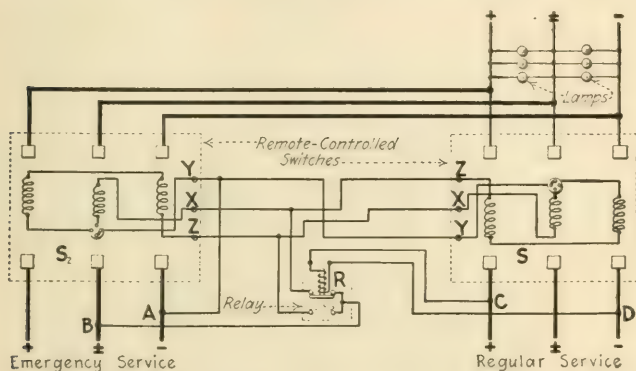 + ± -
Lamps
Remote-Controlled
Switches
Y
X
Z
Z
X
Y
S₂
S
R
Relay
A
B
C
D
+ ± -
+ ± -
Emergency Service
Regular Service